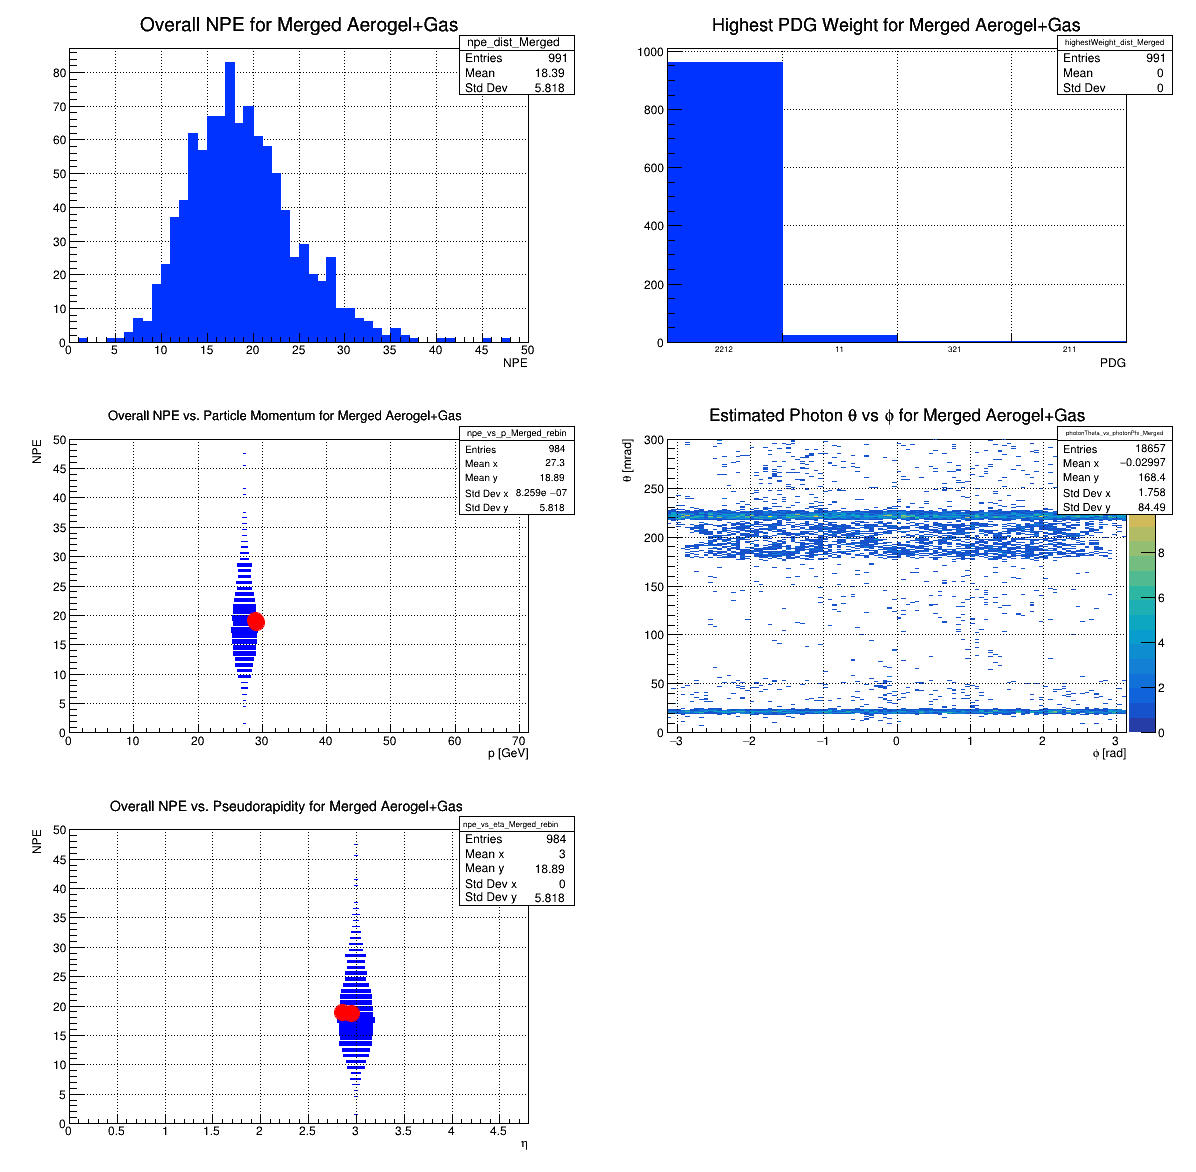 Overall NPE for Merged Aerogel+Gas
npe_dist_Merged
Entries 991
Mean 18.39
Std Dev 5.818
80
70
60
50
40
30
20
10
0
0 5 10 15 20 25 30 35 40 45 50
NPE
Highest PDG Weight for Merged Aerogel+Gas
highestWeight_dist_Merged
Entries 991
Mean 0
Std Dev 0
1000
800
600
400
200
0
2212 11 321 211
PDG
Overall NPE vs. Particle Momentum for Merged Aerogel+Gas
npe_vs_p_Merged_rebin
Entries 984
Mean x 27.3
Mean y 18.89
Std Dev x 8.259e −07
Std Dev y 5.818
NPE
50
45
40
35
30
25
20
15
10
5
0
0 10 20 30 40 50 60 70
p [GeV]
Estimated Photon θ vs ϕ for Merged Aerogel+Gas
photonTheta_vs_photonPhi_Merged
Entries 18657
Mean x −0.02997
Mean y 168.4
Std Dev x 1.758
Std Dev y 84.49
θ [mrad]
300
250
200
150
100
50
0
−3 −2 −1 0 1 2 3
ϕ [rad]
8
6
4
2
0
Overall NPE vs. Pseudorapidity for Merged Aerogel+Gas
npe_vs_eta_Merged_rebin
Entries 984
Mean x 3
Mean y 18.89
Std Dev x 0
Std Dev y 5.818
NPE
50
45
40
35
30
25
20
15
10
5
0
0 0.5 1 1.5 2 2.5 3 3.5 4 4.5
η